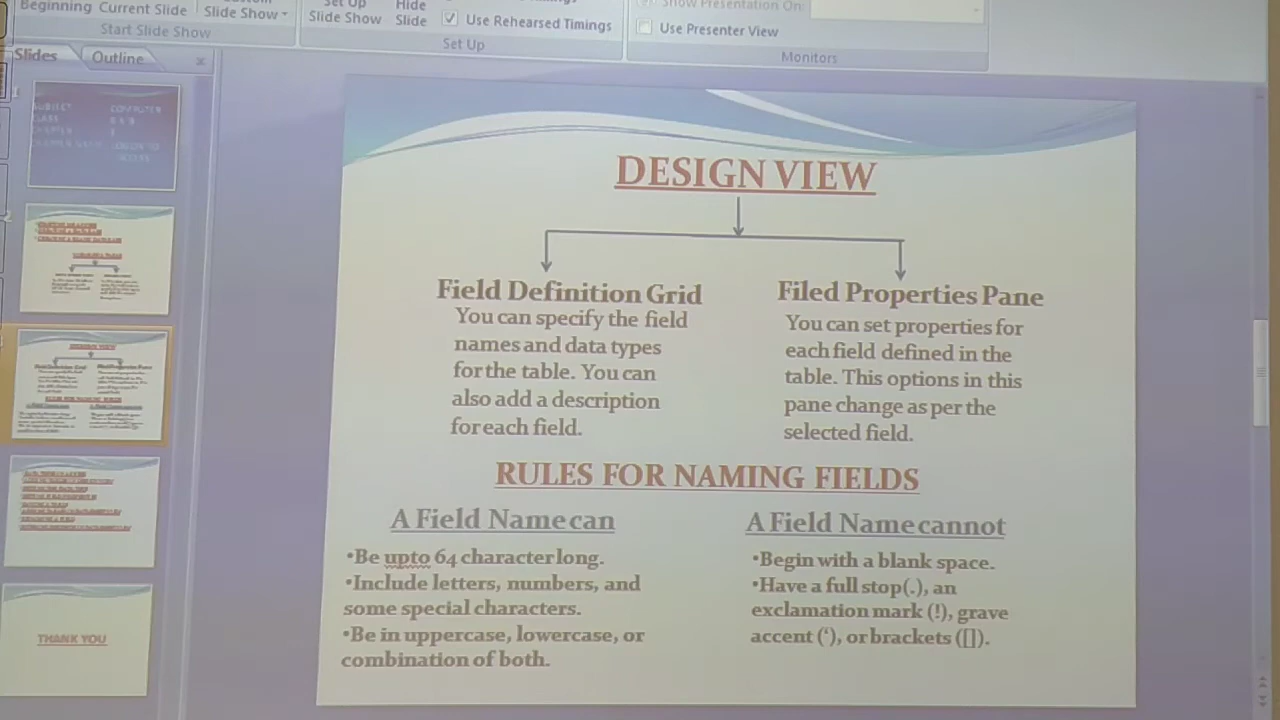 Beginning Current Slide
Slide Show
Start Slide Show
Set Up
Slide Show
Hide
Slide
Use Rehearsed Timings
Set Up
Show Presentation On:
Use Presenter View
Monitors
Slides
Outline
DESIGN VIEW
Field Definition Grid
You can specify the field
names and data types
for the table. You can
also add a description
for each field.
Filed Properties Pane
You can set properties for
each field defined in the
table. This options in this
pane change as per the
selected field.
RULES FOR NAMING FIELDS
A Field Name can
•Be upto 64 character long.
•Include letters, numbers, and
some special characters.
•Be in uppercase, lowercase, or
combination of both.
A Field Name cannot
•Begin with a blank space.
•Have a full stop(.), an
exclamation mark (!), grave
accent (‘), or brackets ([]).
THANK YOU